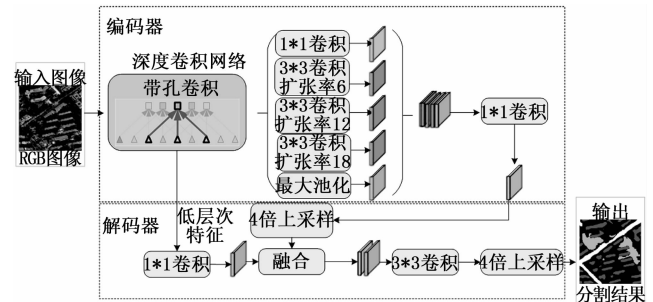 编码器
深度卷积网络
带孔卷积
输入图像
RGB图像
1*1卷积
3*3卷积
扩张率6
3*3卷积
扩张率12
3*3卷积
扩张率18
最大池化
1*1卷积
解码器
低层次
特征
4倍上采样
1*1卷积
融合
3*3卷积
4倍上采样
输出
分割结果